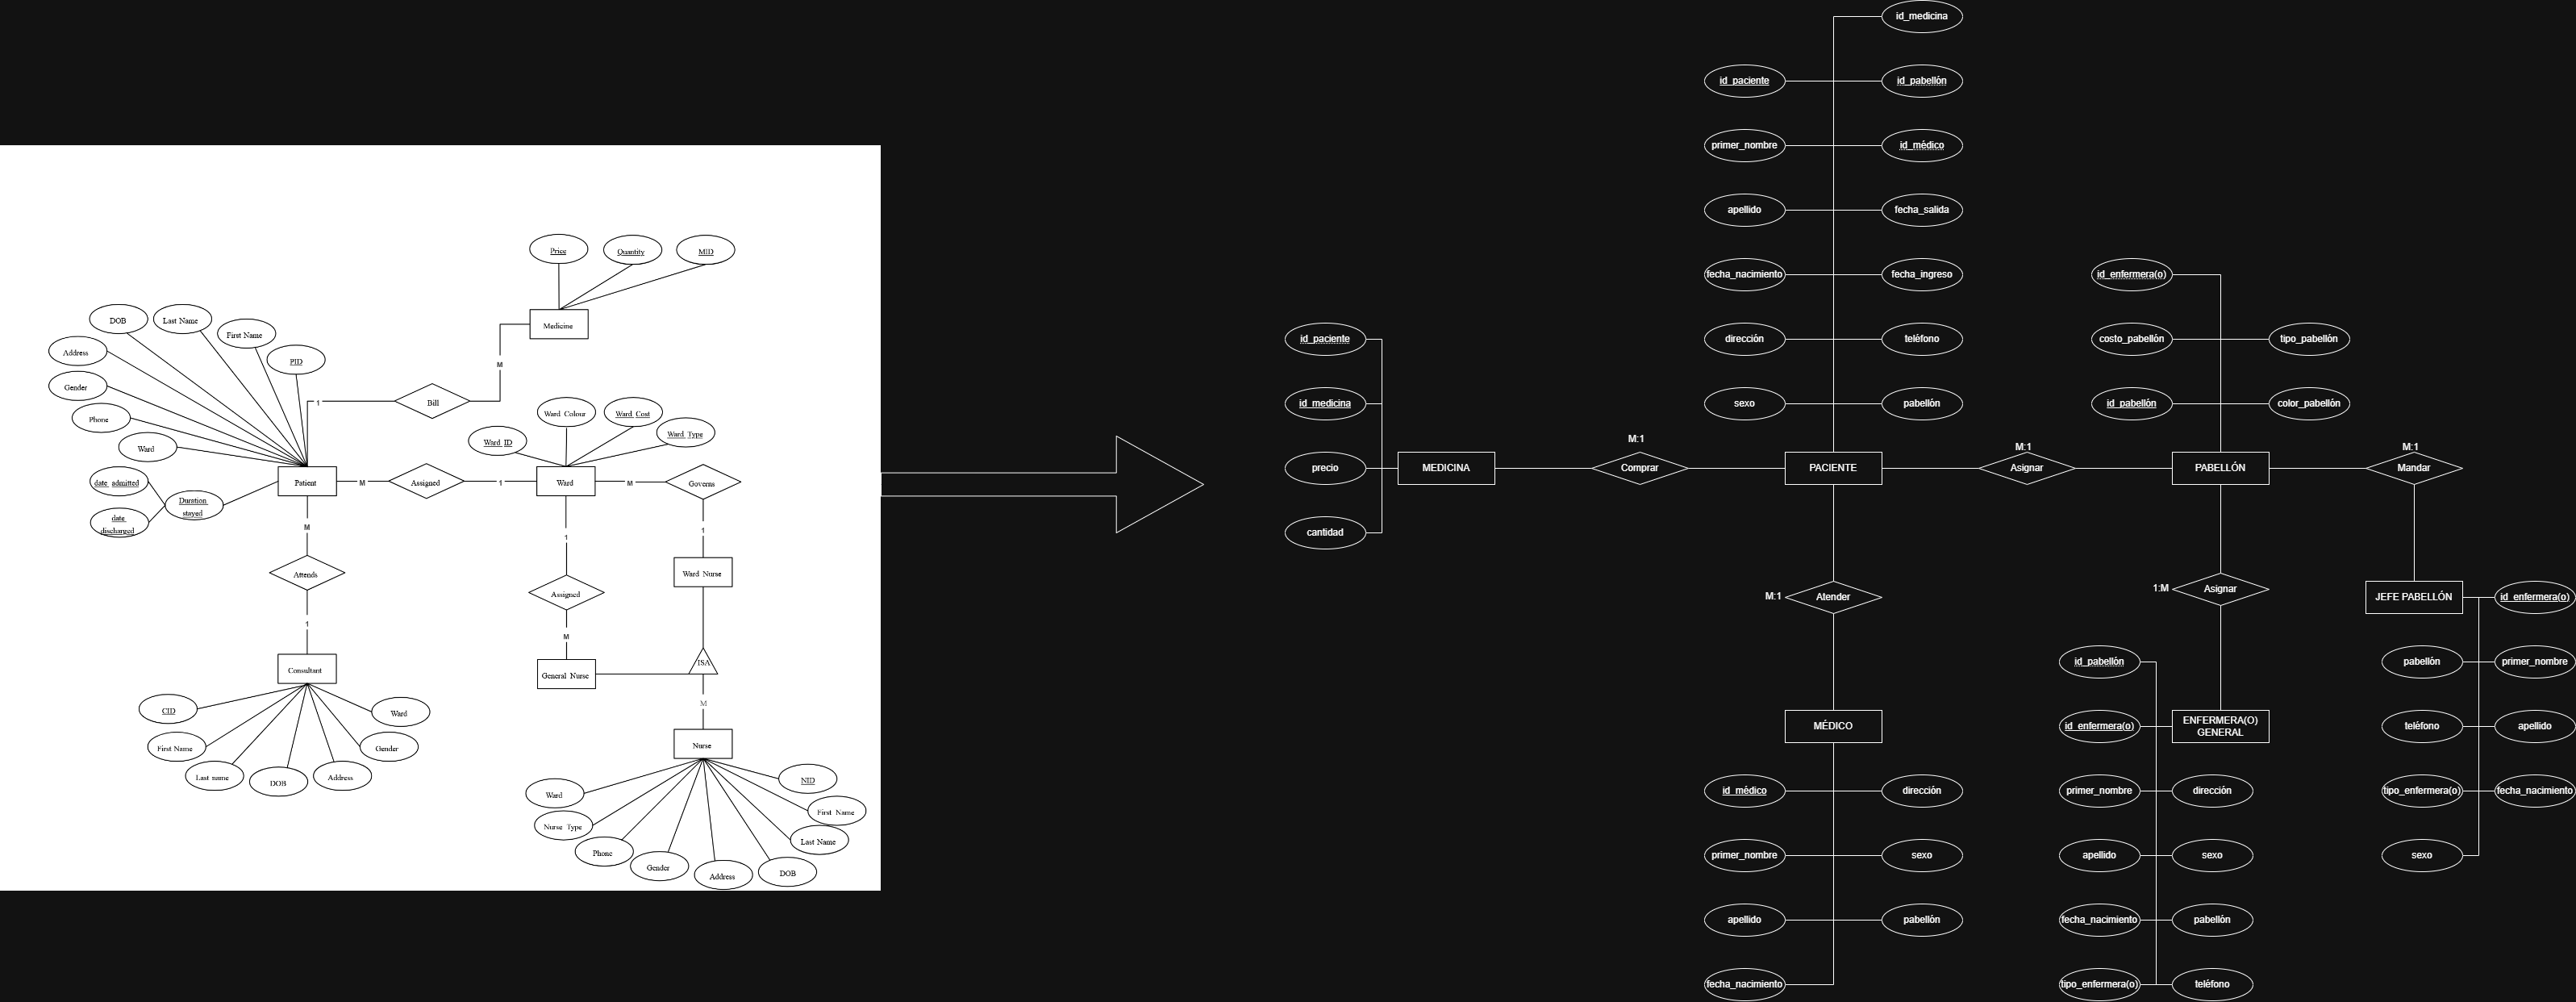 Price
Quantity
MID
Medicine
DOB
Last Name
First Name
PID
Address
Gender
Phone
Ward
date admitted
Duration
stayed
date
discharged
Patient
1
Bill
M
M
Assigned
1
Ward ID
Ward Colour
Ward Cost
Ward Type
Ward
M
Governs
1
Ward Nurse
M
Attends
1
Consultant
CID
First Name
Last name
DOB
Address
Gender
Ward
1
Assigned
M
General Nurse
ISA
M
Nurse
Ward
Nurse Type
Phone
Gender
Address
DOB
Last Name
First Name
NID
id_medicina
id_paciente
id_pabellón
primer_nombre
id_médico
apellido
fecha_salida
fecha_nacimiento
fecha_ingreso
dirección
teléfono
sexo
pabellón
id_paciente
id_medicina
precio
cantidad
MEDICINA
M:1
Comprar
PACIENTE
M:1
Asignar
id_enfermera(o)
costo_pabellón
tipo_pabellón
id_pabellón
color_pabellón
PABELLÓN
M:1
Mandar
M:1
Atender
MÉDICO
id_médico
dirección
primer_nombre
sexo
apellido
pabellón
fecha_nacimiento
1:M
Asignar
ENFERMERA(O)
GENERAL
id_pabellón
id_enfermera(o)
primer_nombre
dirección
apellido
sexo
fecha_nacimiento
pabellón
tipo_enfermera(o)
teléfono
JEFE PABELLÓN
id_enfermera(o)
pabellón
primer_nombre
teléfono
apellido
tipo_enfermera(o)
fecha_nacimiento
sexo